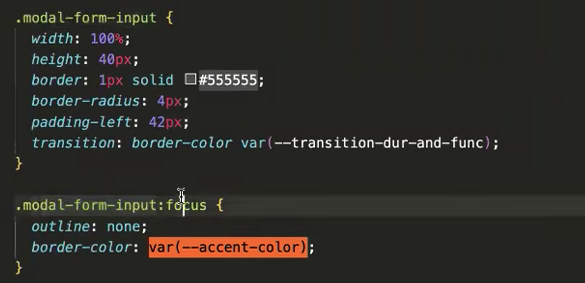 .modal-form-input {
width: 100%;
height: 40px;
border: 1px solid #555555;
border-radius: 4px;
padding-left: 42px;
transition: border-color var(--transition-dur-and-func);
}
.modal-form-input:focus {
outline: none;
border-color: var(--accent-color);
}